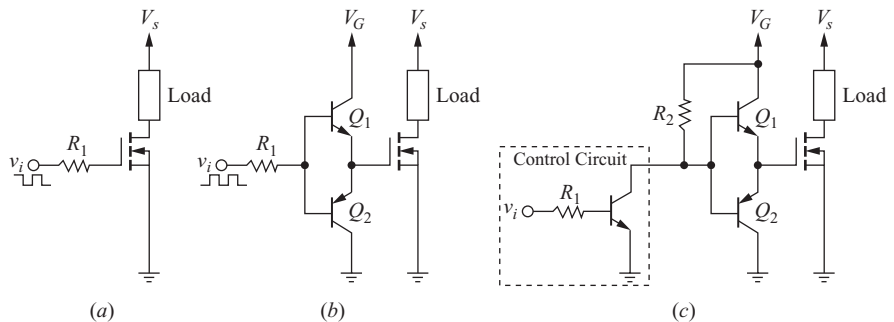 V_s
Load
R_1
v_i
(a)
V_G
V_s
Load
Q_1
R_1
v_i
Q_2
(b)
V_G
V_s
Load
R_2
Q_1
Control Circuit
R_1
v_i
Q_2
(c)